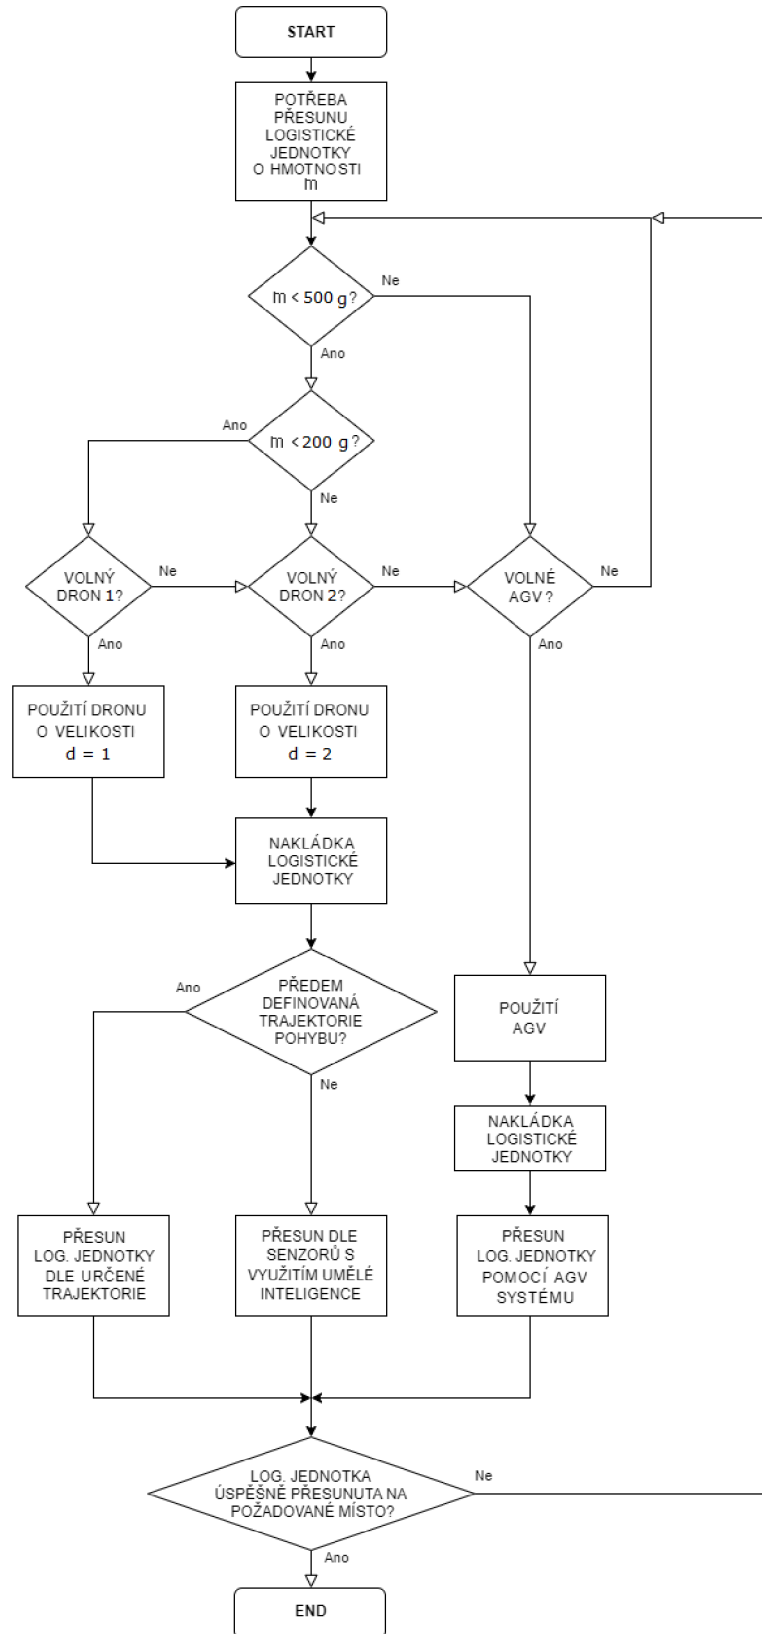 START
POTŘEBA
PŘESUNU
LOGISTICKÉ
JEDNOTKY
O HMOTNOSTI
m
m < 500 g?
Ne
Ano
m < 200 g?
Ano
Ne
VOLNÝ
DRON 1?
Ne
Ano
VOLNÝ
DRON 2?
Ne
Ano
VOLNÉ
AGV ?
Ne
Ano
POUŽITÍ DRONU
O VELIKOSTI
d = 1
POUŽITÍ DRONU
O VELIKOSTI
d = 2
NAKLÁDKA
LOGISTICKÉ
JEDNOTKY
PŘEDEM
DEFINOVANÁ
TRAJEKTORIE
POHYBU?
Ano
Ne
POUŽITÍ
AGV
NAKLÁDKA
LOGISTICKÉ
JEDNOTKY
PŘESUN
LOG. JEDNOTKY
DLE URČENÉ
TRAJEKTORIE
PŘESUN DLE
SENZORŮ S
VYUŽITÍM UMĚLÉ
INTELIGENCE
PŘESUN
LOG. JEDNOTKY
POMOCÍ AGV
SYSTÉMU
LOG. JEDNOTKA
ÚSPĚŠNĚ PŘESUNUTA NA
POŽADOVANÉ MÍSTO?
Ne
Ano
END